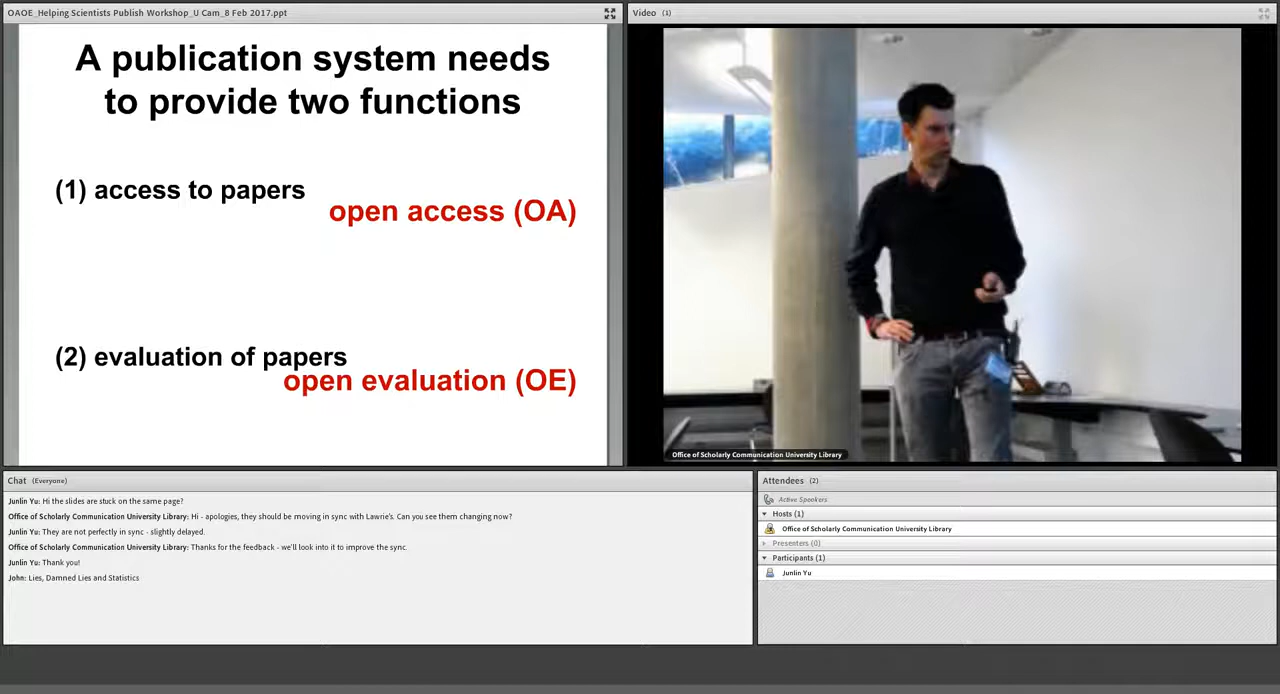 OAOE_Helping Scientists Publish Workshop_U Cam_8 Feb 2017.ppt
A publication system needs
to provide two functions
(1) access to papers
open access (OA)
(2) evaluation of papers
open evaluation (OE)
Video (1)
Office of Scholarly Communication University Library
Chat (Everyone)
Junlin Yu: Hi the slides are stuck on the same page?
Office of Scholarly Communication University Library: Hi - apologies, they should be moving in sync with Lawrie's. Can you see them changing now?
Junlin Yu: They are not perfectly in sync - slightly delayed.
Office of Scholarly Communication University Library: Thanks for the feedback - we'll look into it to improve the sync.
Junlin Yu: Thank you!
John: Lies, Damned Lies and Statistics
Attendees (2)
Active Speakers
Hosts (1)
Office of Scholarly Communication University Library
Presenters (0)
Participants (1)
Junlin Yu